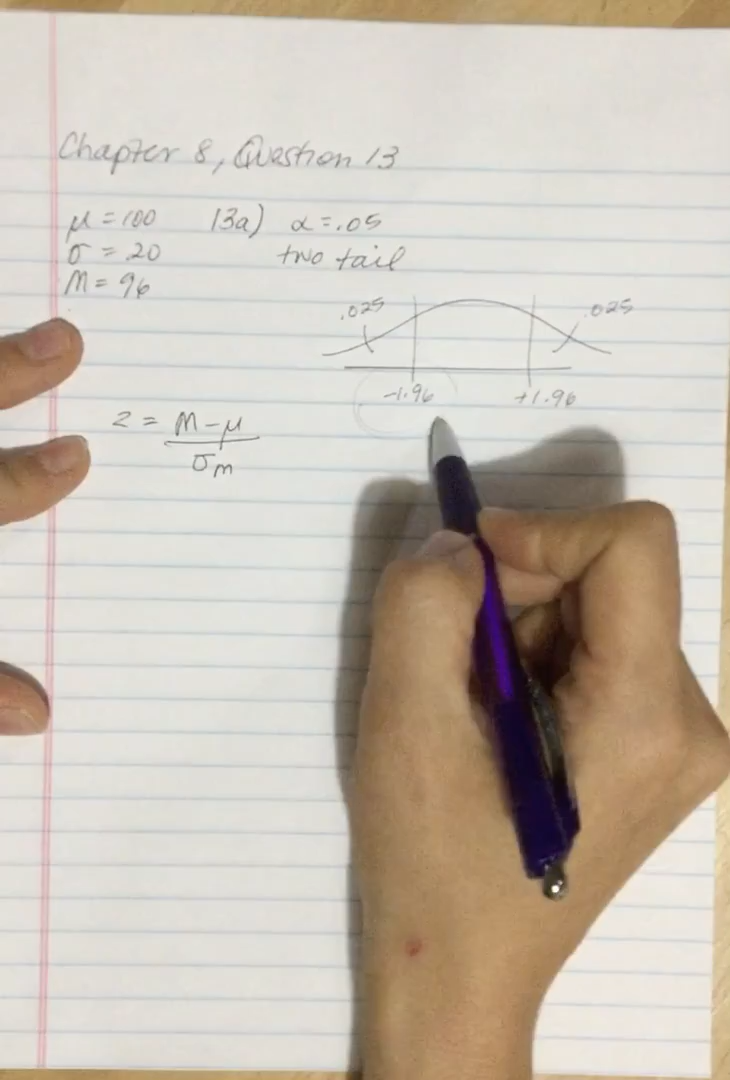 Chapter 8, Question 13
μ = 100 13a) α = .05
σ = 20 two tail
M = 96
.025 .025
-1.96 +1.96
z = M - μ
σM